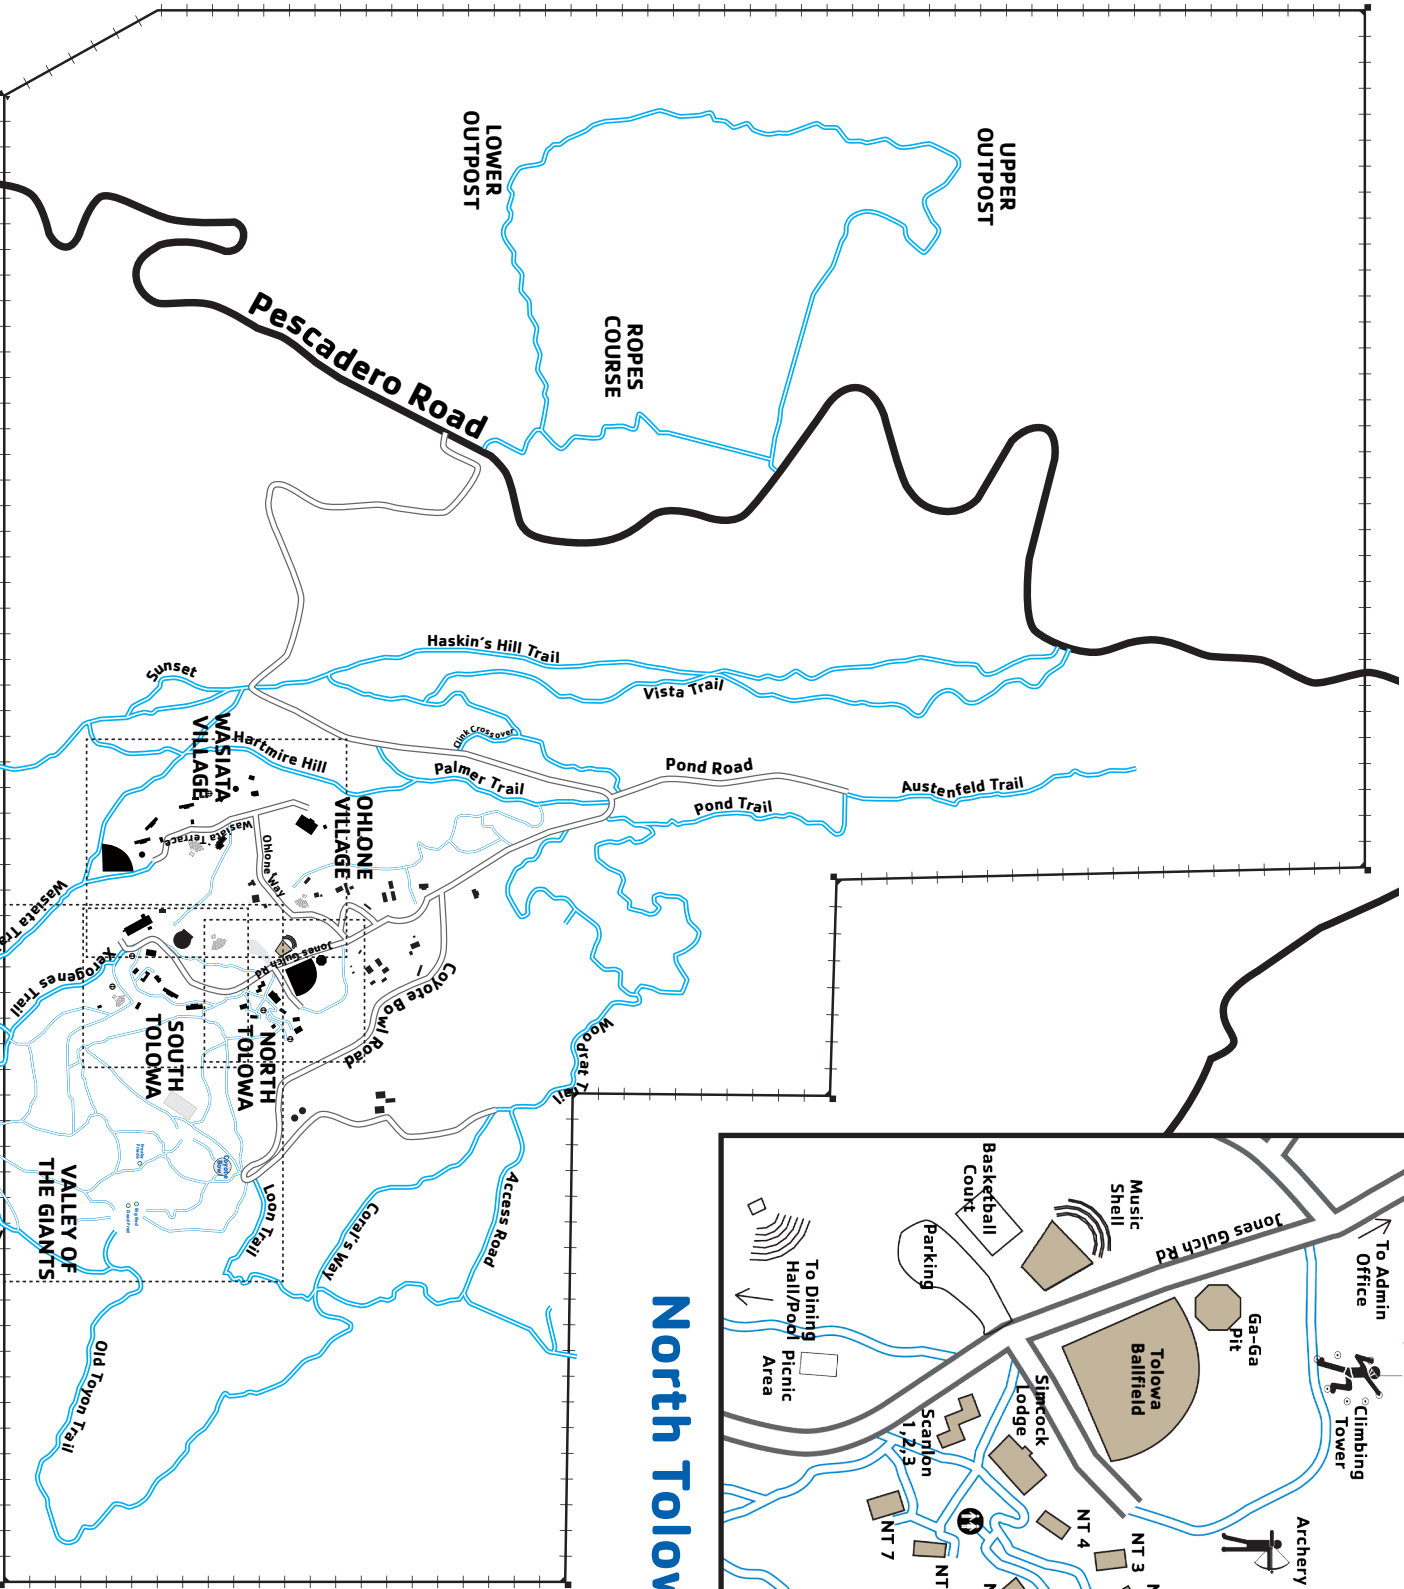 UPPER
OUTPOST
LOWER
OUTPOST
ROPES
COURSE
Pescadero Road
Haskin's Hill Trail
Vista Trail
Sunset
Clink Crossover
Hartmire Hill
Palmer Trail
Pond Road
Pond Trail
Austenfeld Trail
WASIATA
VILLAGE
OHLONE
VILLAGE
Wasiata Terrace
Ohlone Way
Jones Gulch Rd
Wasiata Trail
Xerogenes Trail
Coyote Bowl Road
Woodrat Trail
SOUTH
TOLOWA
NORTH
TOLOWA
Coyote
Bowl
VALLEY OF
THE GIANTS
Loon Trail
Coral's Way
Access Road
Old Toyon Trail
North Tolow
Music
Shell
Basketball
Court
Parking
Jones Gulch Rd
To Admin
Office
To Dining
Hall/Pool
Picnic
Area
Ga-Ga
Pit
Tolowa
Ballfield
Climbing
Tower
Simcock
Lodge
Scanlon
1,2,3
NT 4
NT 3
NT 7
NT
Archery